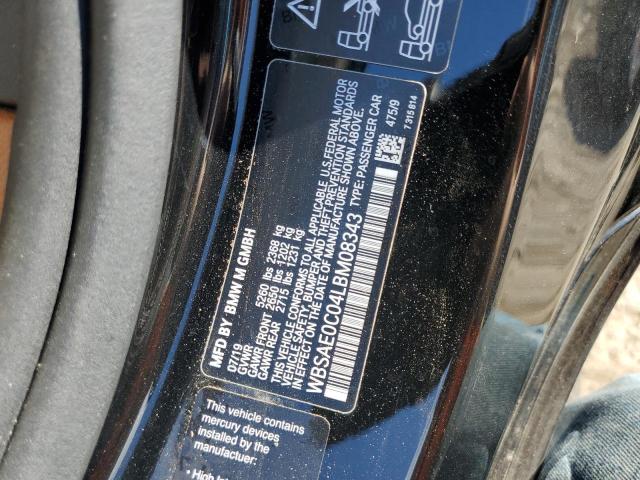 MFD BY BMW M GMBH
07/19
GVWR 5260 lbs 2368 kg
GAWR FRONT 2650 lbs 1202 kg
GAWR REAR 2715 lbs 1231 kg
THIS VEHICLE CONFORMS TO ALL APPLICABLE U.S. FEDERAL MOTOR
VEHICLE SAFETY, BUMPER AND THEFT PREVENTION STANDARDS
IN EFFECT ON THE DATE OF MANUFACTURE SHOWN ABOVE.
WBSAE0C04LBM08343 TYPE: PASSENGER CAR
475/9
7 315 814
This vehicle contains
mercury devices
installed by the
manufacturer: